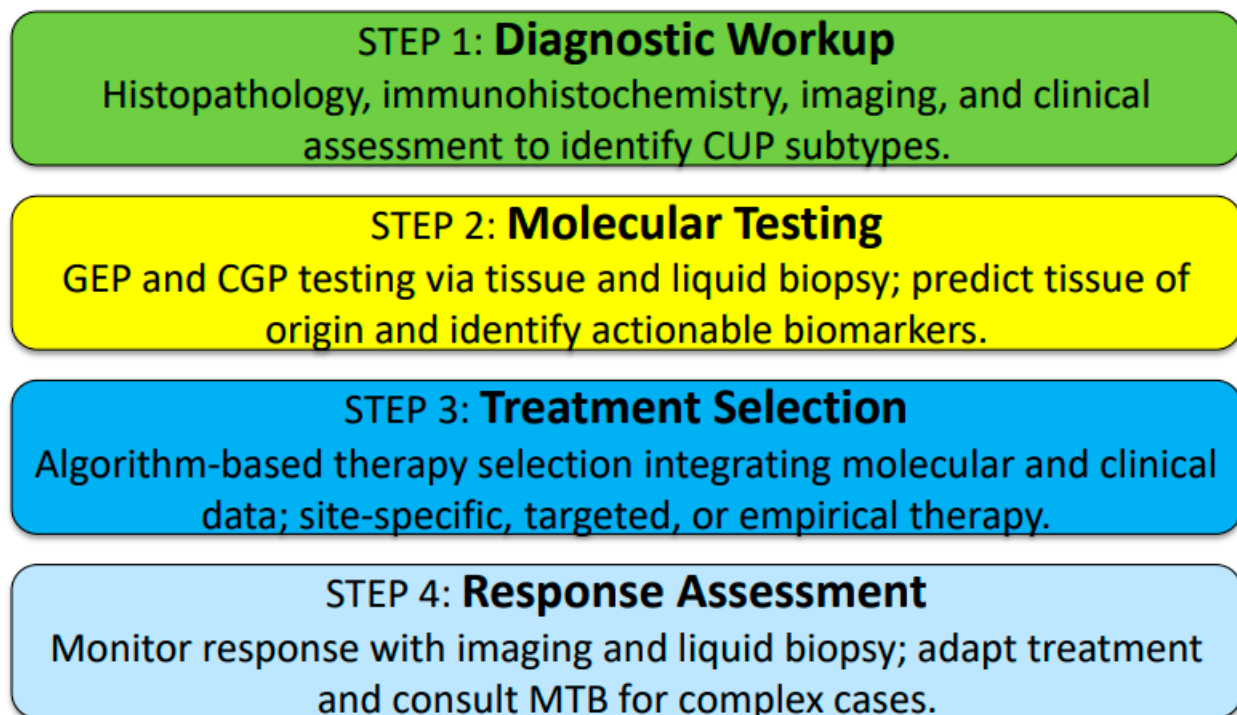 STEP 1: Diagnostic Workup
Histopathology, immunohistochemistry, imaging, and clinical
assessment to identify CUP subtypes.
STEP 2: Molecular Testing
GEP and CGP testing via tissue and liquid biopsy; predict tissue of
origin and identify actionable biomarkers.
STEP 3: Treatment Selection
Algorithm-based therapy selection integrating molecular and clinical
data; site-specific, targeted, or empirical therapy.
STEP 4: Response Assessment
Monitor response with imaging and liquid biopsy; adapt treatment
and consult MTB for complex cases.